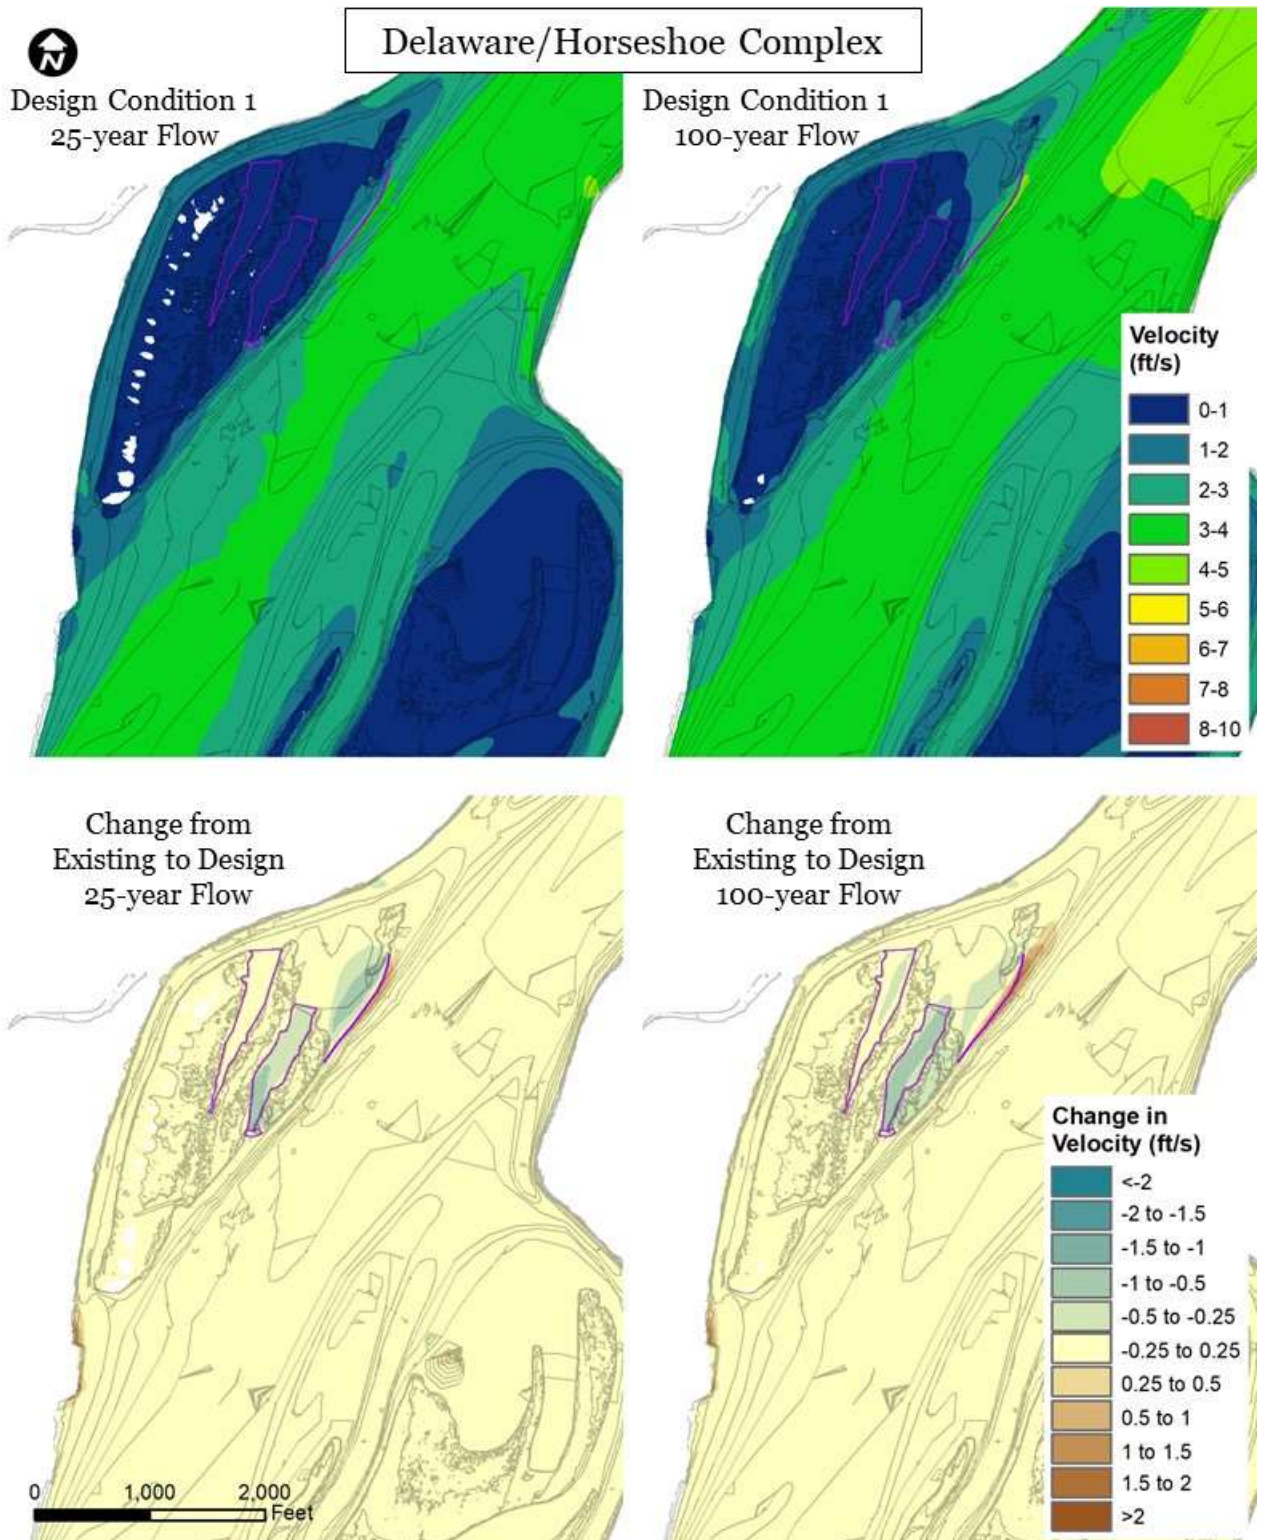 Delaware/Horseshoe Complex
N
Design Condition 1
25-year Flow
Design Condition 1
100-year Flow
Velocity
(ft/s)
0-1
1-2
2-3
3-4
4-5
5-6
6-7
7-8
8-10
Change from
Existing to Design
25-year Flow
Change from
Existing to Design
100-year Flow
Change in
Velocity (ft/s)
<-2
-2 to -1.5
-1.5 to -1
-1 to -0.5
-0.5 to -0.25
-0.25 to 0.25
0.25 to 0.5
0.5 to 1
1 to 1.5
1.5 to 2
>2
0 1,000 2,000
Feet